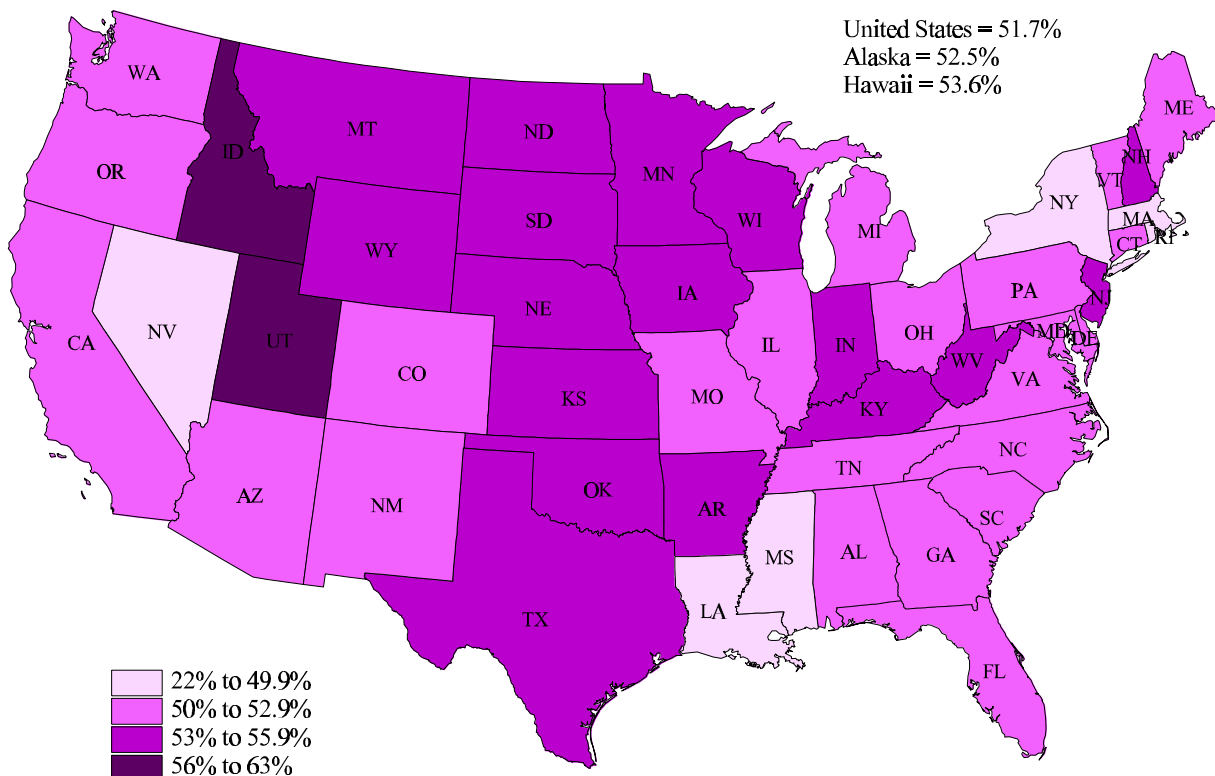 United States = 51.7%
Alaska = 52.5%
Hawaii = 53.6%
WA
ME
MT
ND
ID
MN
NH
OR
VT
NY
SD
WI
MA
MI
RI
CT
WY
IA
PA
NJ
NE
NV
OH
MD
DE
CA
UT
IL
IN
CO
WV
VA
KS
MO
KY
NC
TN
AZ
OK
NM
AR
SC
MS
AL
GA
LA
TX
FL
22% to 49.9%
50% to 52.9%
53% to 55.9%
56% to 63%